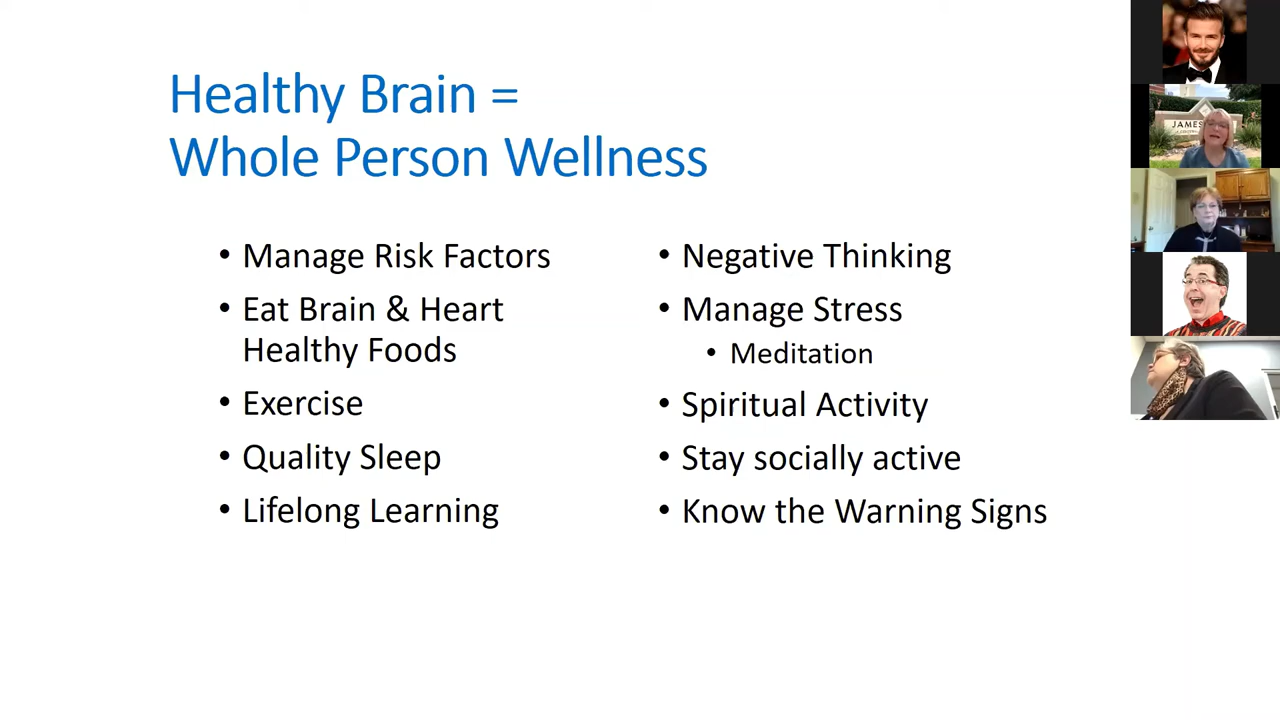 Healthy Brain =
Whole Person Wellness
• Manage Risk Factors
• Eat Brain & Heart
Healthy Foods
• Exercise
• Quality Sleep
• Lifelong Learning
• Negative Thinking
• Manage Stress
• Meditation
• Spiritual Activity
• Stay socially active
• Know the Warning Signs
JAMES